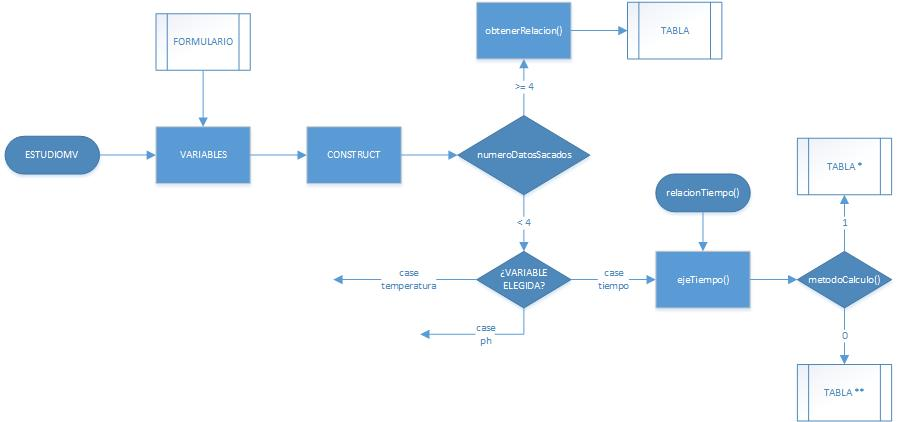 obtenerRelacion()
TABLA
FORMULARIO
>= 4
ESTUDIOMV
VARIABLES
CONSTRUCT
numeroDatosSacados
TABLA *
relacionTiempo()
< 4
1
case
temperatura
¿VARIABLE
ELEGIDA?
case
tiempo
ejeTiempo()
metodoCalculo()
case
ph
0
TABLA **